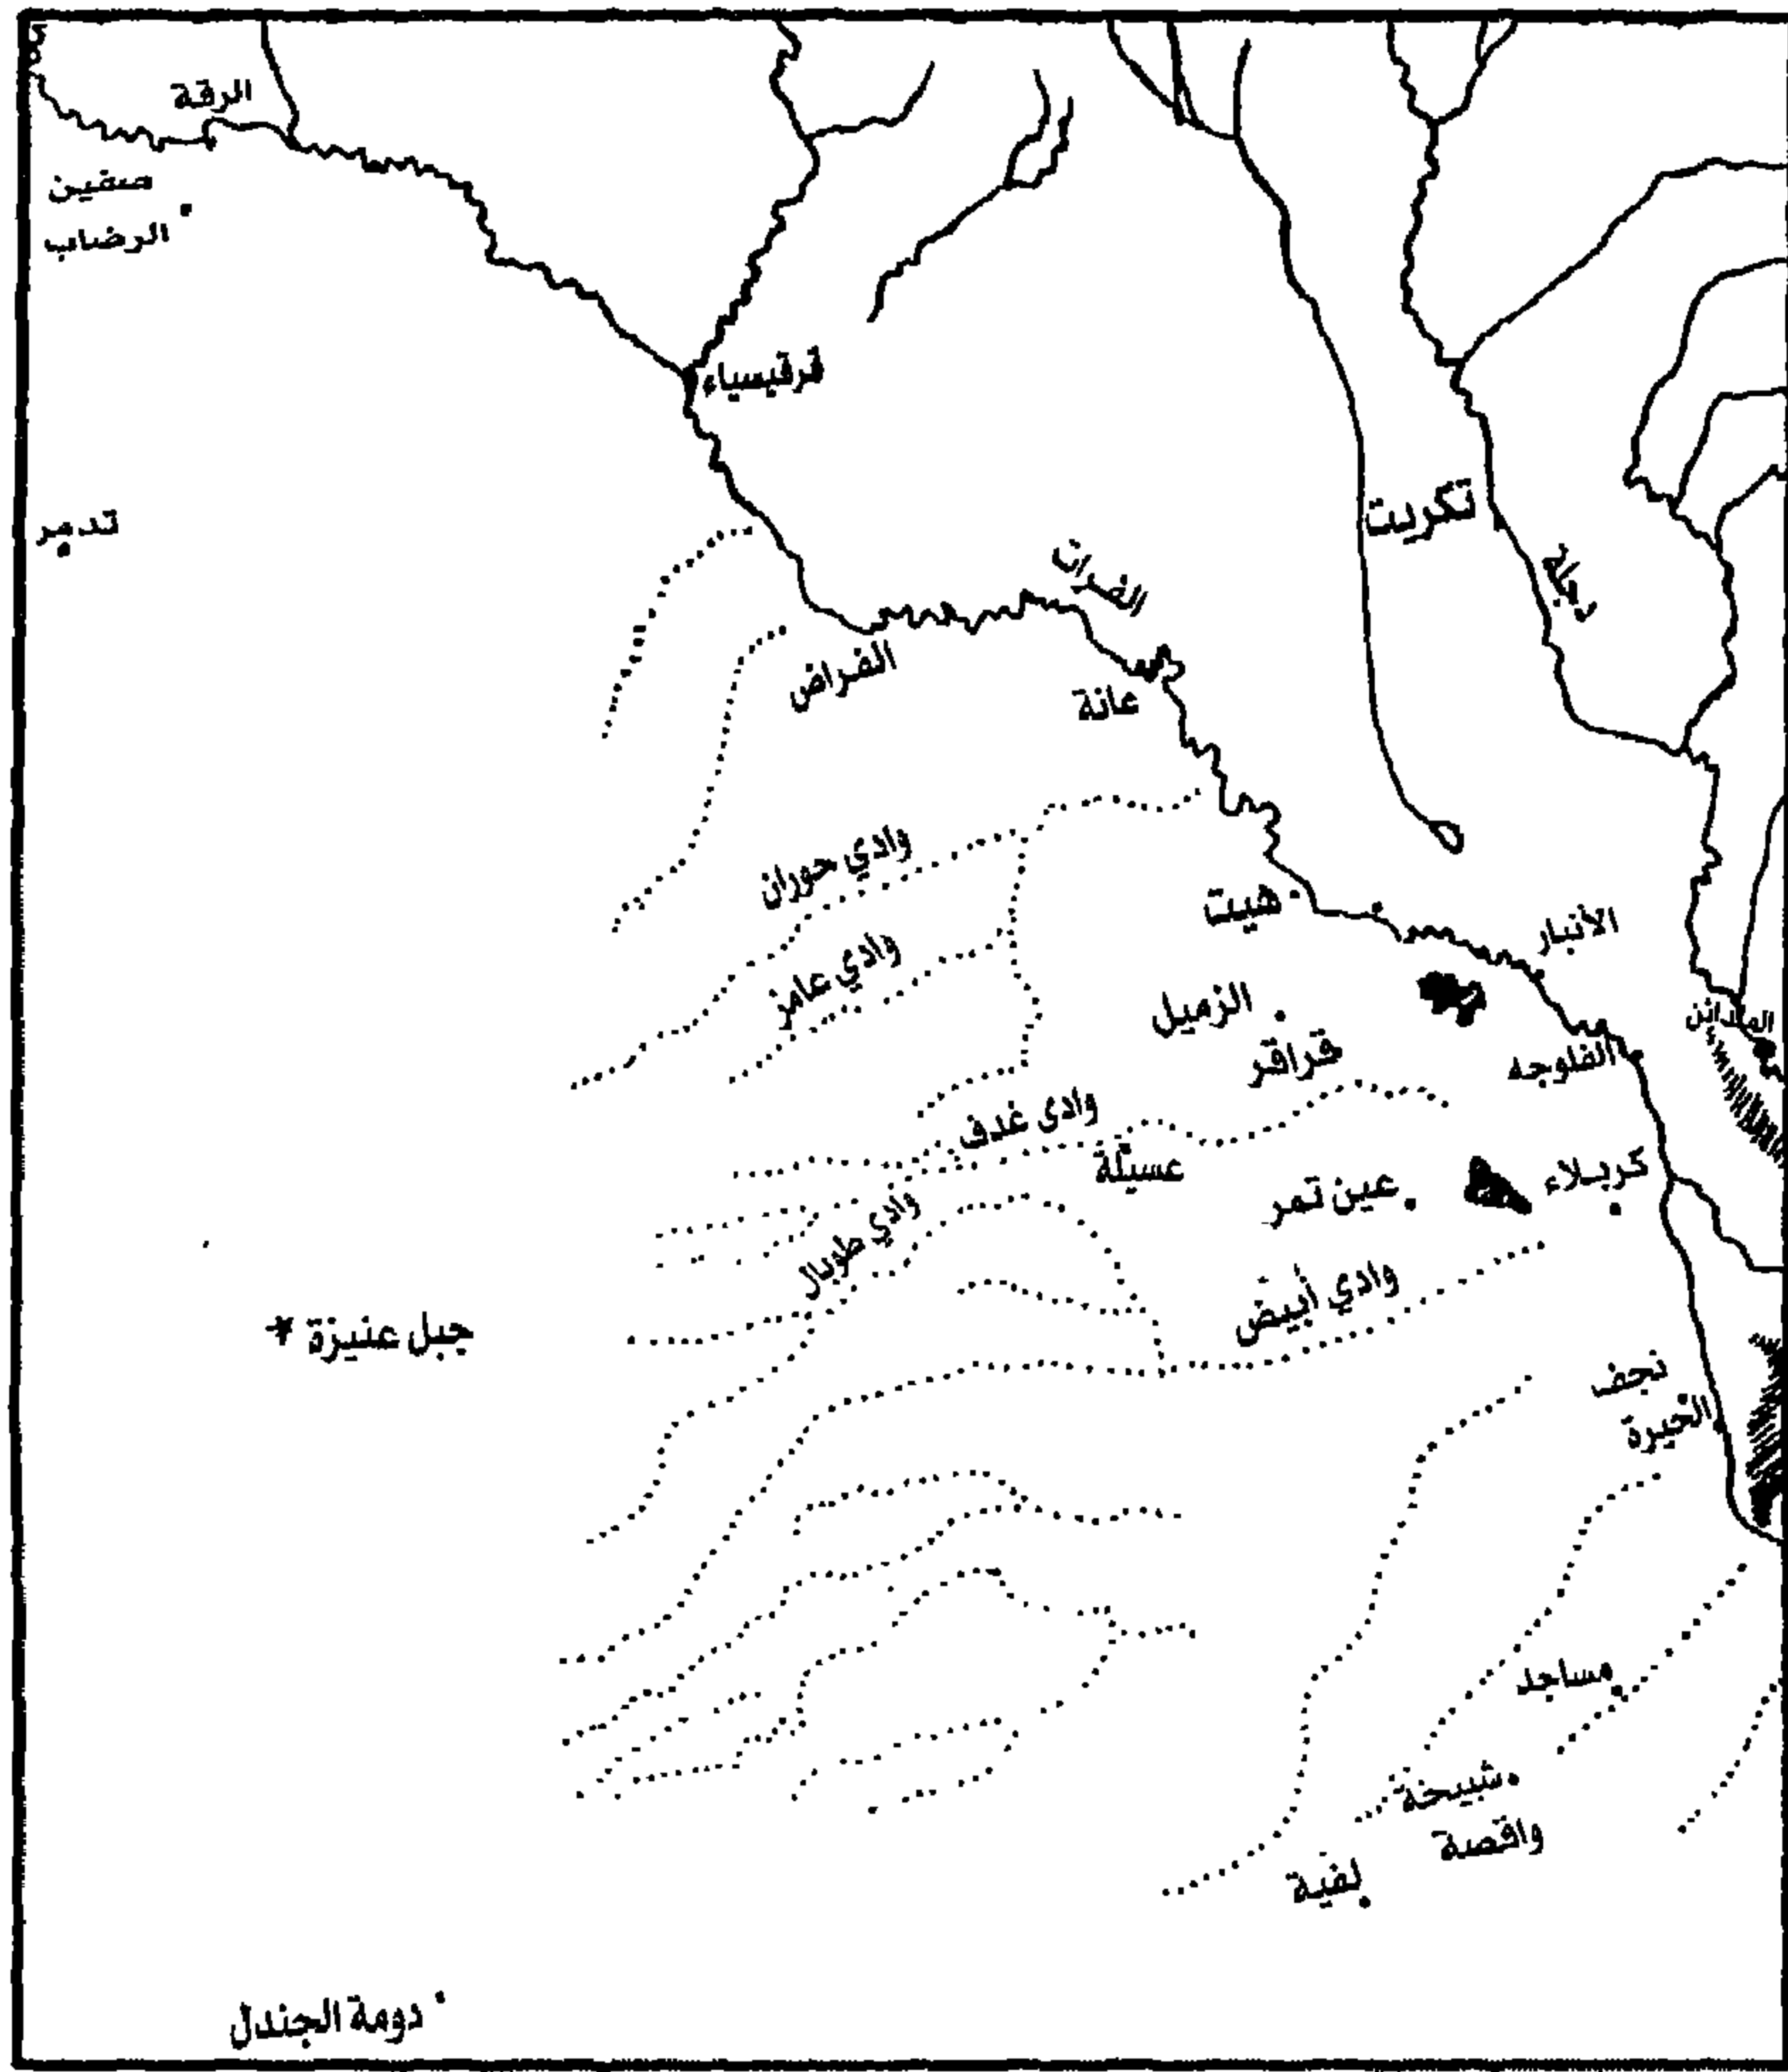 الرقة
صفين
الرضاب
قرقيسياء
تكريت
تدمر
الفرات
دجلة
الفراض
عانة
وادي حوران
هيت
الأنبار
وادي عامز
الزميل
المدائن
قراقر
الفلوجه
وادي غدف
عسيلة
كربلاء
عين تمر
وادي طوبال
وادي أبيض
جبل عنيزة *
نجف
الحيرة
مساجد
شبيخة
واقصة
لفية
دومة الجندل